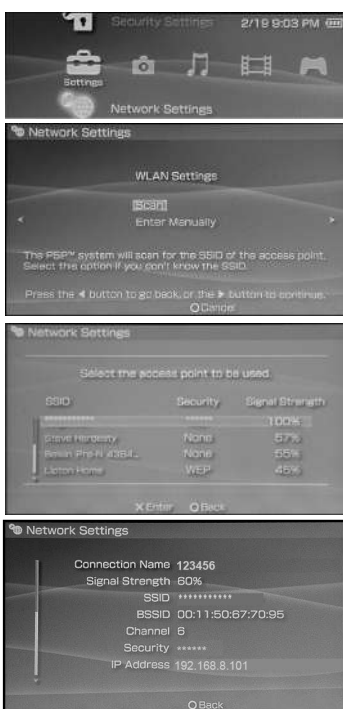 Security Settings 2/19 9:03 PM
Settings
Network Settings
Network Settings
WLAN Settings
[Scan]
Enter Manually
The PSP™ system will scan for the SSID of the access point.
Select this option if you don't know the SSID.
Press the ◀ button to go back, or the ▶ button to continue.
Cancel
Network Settings
Select the access point to be used.
SSID Security Signal Strength
*********** ****** 100%
Steve Hardesty None 57%
Belkin Pre-N 4364... None 55%
Lipton Home WEP 45%
X Enter O Back
Network Settings
Connection Name 123456
Signal Strength 60%
SSID ***********
BSSID 00:11:50:67:70:95
Channel 6
Security ******
IP Address 192.168.8.101
O Back